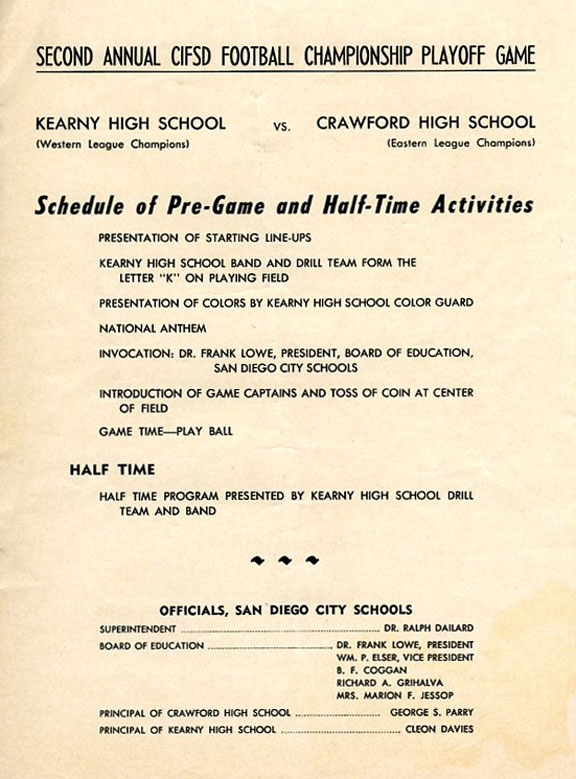 SECOND ANNUAL CIFSD FOOTBALL CHAMPIONSHIP PLAYOFF GAME
KEARNY HIGH SCHOOL vs. CRAWFORD HIGH SCHOOL
(Western League Champions) (Eastern League Champions)
Schedule of Pre-Game and Half-Time Activities
PRESENTATION OF STARTING LINE-UPS
KEARNY HIGH SCHOOL BAND AND DRILL TEAM FORM THE
LETTER "K" ON PLAYING FIELD
PRESENTATION OF COLORS BY KEARNY HIGH SCHOOL COLOR GUARD
NATIONAL ANTHEM
INVOCATION: DR. FRANK LOWE, PRESIDENT, BOARD OF EDUCATION,
SAN DIEGO CITY SCHOOLS
INTRODUCTION OF GAME CAPTAINS AND TOSS OF COIN AT CENTER
OF FIELD
GAME TIME—PLAY BALL
HALF TIME
HALF TIME PROGRAM PRESENTED BY KEARNY HIGH SCHOOL DRILL
TEAM AND BAND
OFFICIALS, SAN DIEGO CITY SCHOOLS
SUPERINTENDENT ........ DR. RALPH DAILARD
BOARD OF EDUCATION ........ DR. FRANK LOWE, PRESIDENT
WM. P. ELSER, VICE PRESIDENT
B. F. COGGAN
RICHARD A. GRIHALVA
MRS. MARION F. JESSOP
PRINCIPAL OF CRAWFORD HIGH SCHOOL ........ GEORGE S. PARRY
PRINCIPAL OF KEARNY HIGH SCHOOL ........ CLEON DAVIES